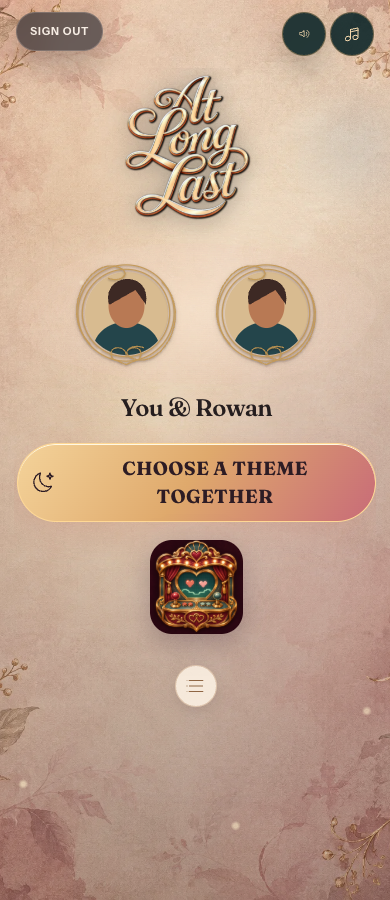 SIGN OUT
At
Long
Last
You & Rowan
CHOOSE A THEME
TOGETHER